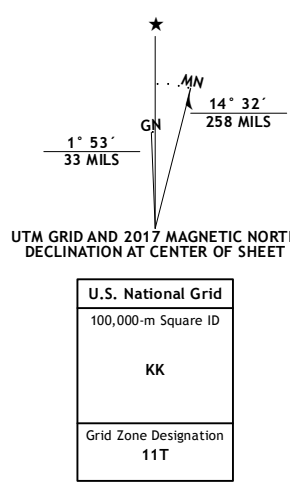 ★
MN
GN
14° 32´
258 MILS
1° 53´
33 MILS
UTM GRID AND 2017 MAGNETIC NORT
DECLINATION AT CENTER OF SHEET
U.S. National Grid
100,000-m Square ID
KK
Grid Zone Designation
11T